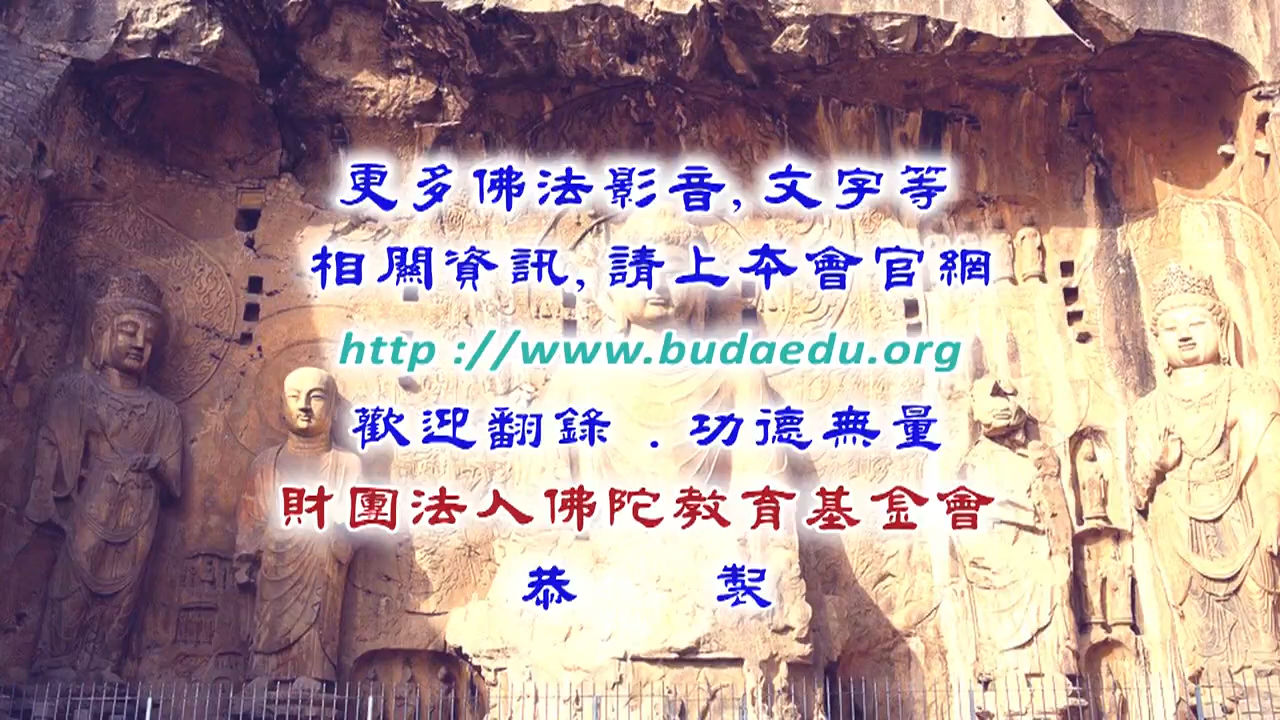 更多佛法影音,文字等
相關資訊,請上本會官網
http ://www.budaedu.org
歡迎翻錄 . 功德無量
財團法人佛陀教育基金會
恭 製